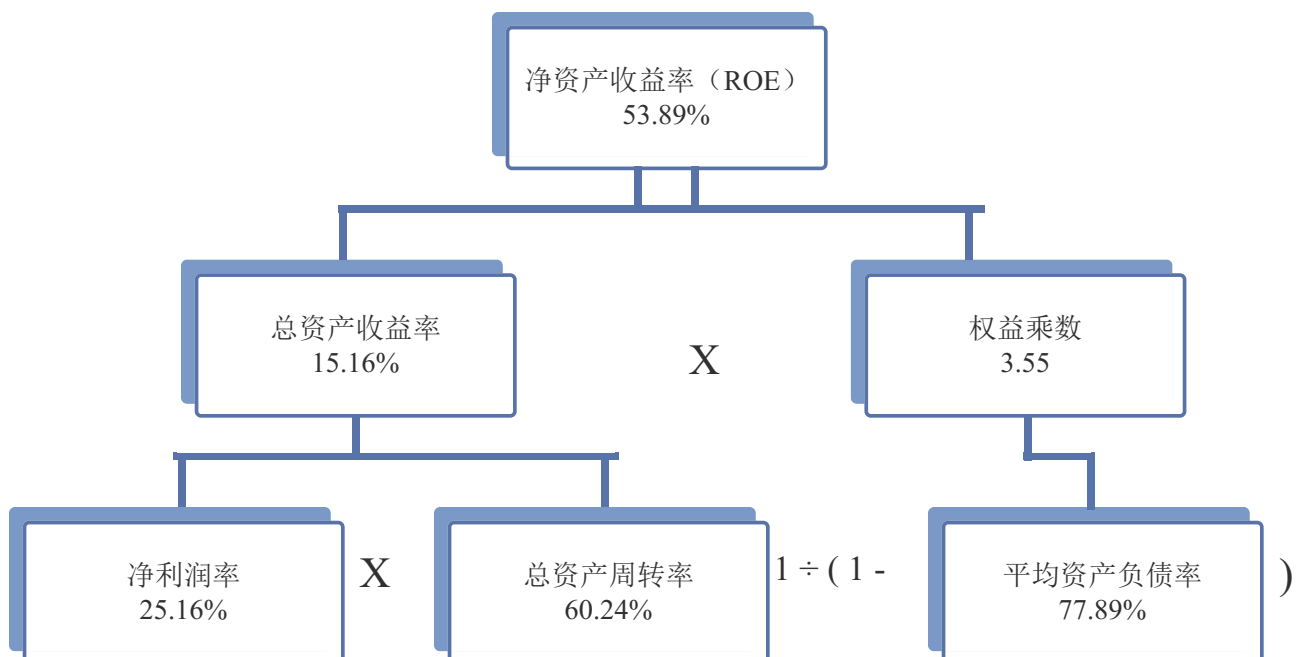 净资产收益率（ROE）
53.89%
总资产收益率
15.16%
X
权益乘数
3.55
净利润率
25.16%
X
总资产周转率
60.24%
1 ÷ ( 1 -
平均资产负债率
77.89%
)